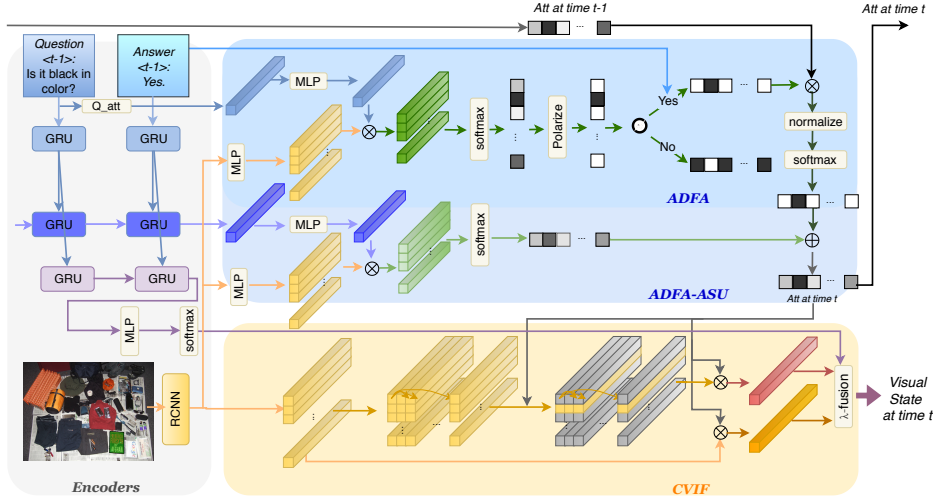 Att at time t-1
...
Att at time t
Question
<t-1>:
Is it black in
color?
Answer
<t-1>:
Yes.
Q_att
GRU
GRU
GRU
GRU
GRU
GRU
MLP
softmax
RCNN
Encoders
MLP
MLP
softmax
...
Polarize
...
Yes
No
...
...
normalize
softmax
...
ADFA
MLP
MLP
softmax
...
...
Att at time t
ADFA-ASU
...
...
λ-fusion
Visual
State
at time t
CVIF